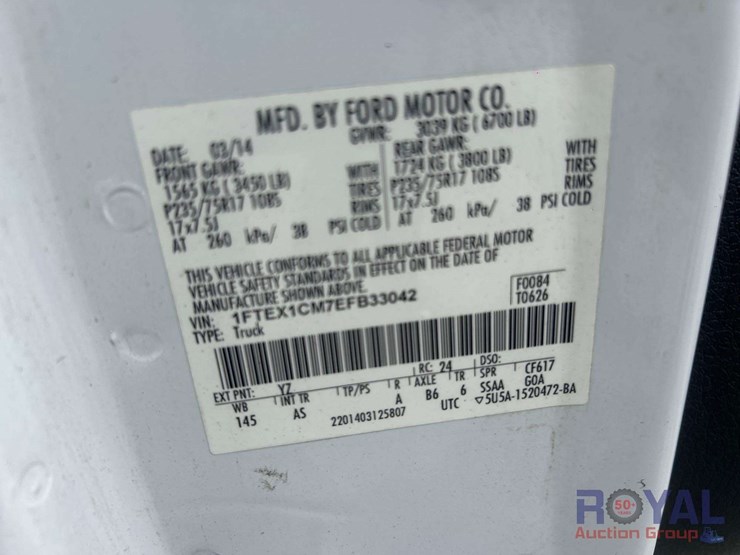 MFD. BY FORD MOTOR CO.
DATE: 03/14 GVWR: 3039 KG ( 6700 LB)
FRONT GAWR: REAR GAWR:
1565 KG ( 3450 LB) WITH 1724 KG ( 3800 LB) WITH
P235/75R17 108S TIRES P235/75R17 108S TIRES
17x7.5J RIMS 17x7.5J RIMS
AT 260 kPa/ 38 PSI COLD AT 260 kPa/ 38 PSI COLD
THIS VEHICLE CONFORMS TO ALL APPLICABLE FEDERAL MOTOR
VEHICLE SAFETY STANDARDS IN EFFECT ON THE DATE OF
MANUFACTURE SHOWN ABOVE.
VIN: 1FTEX1CM7EFB33042 F0084
TYPE: Truck T0626
EXT PNT: YZ RC: 24 DSO:
WB INT TR TP/PS R AXLE TR SPR CF617
145 AS A B6 6 SSAA GOA
2201403125807 UTC ▽5U5A-1520472-BA
ROYAL
50+
Auction Group